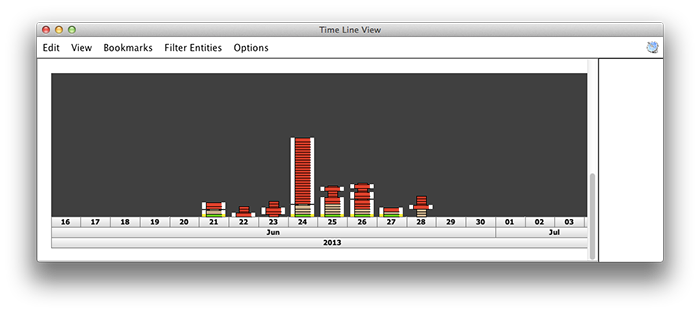 Time Line View
Edit View Bookmarks Filter Entities Options
16 17 18 19 20 21 22 23 24 25 26 27 28 29 30 01 02 03
Jun Jul
2013